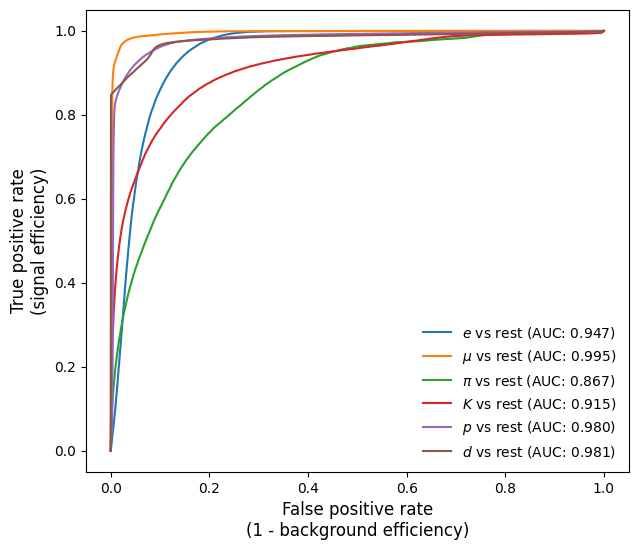 True positive rate
(signal efficiency)
1.0
0.8
0.6
0.4
0.2
0.0
e vs rest (AUC: 0.947)
μ vs rest (AUC: 0.995)
π vs rest (AUC: 0.867)
K vs rest (AUC: 0.915)
p vs rest (AUC: 0.980)
d vs rest (AUC: 0.981)
0.0 0.2 0.4 0.6 0.8 1.0
False positive rate
(1 - background efficiency)